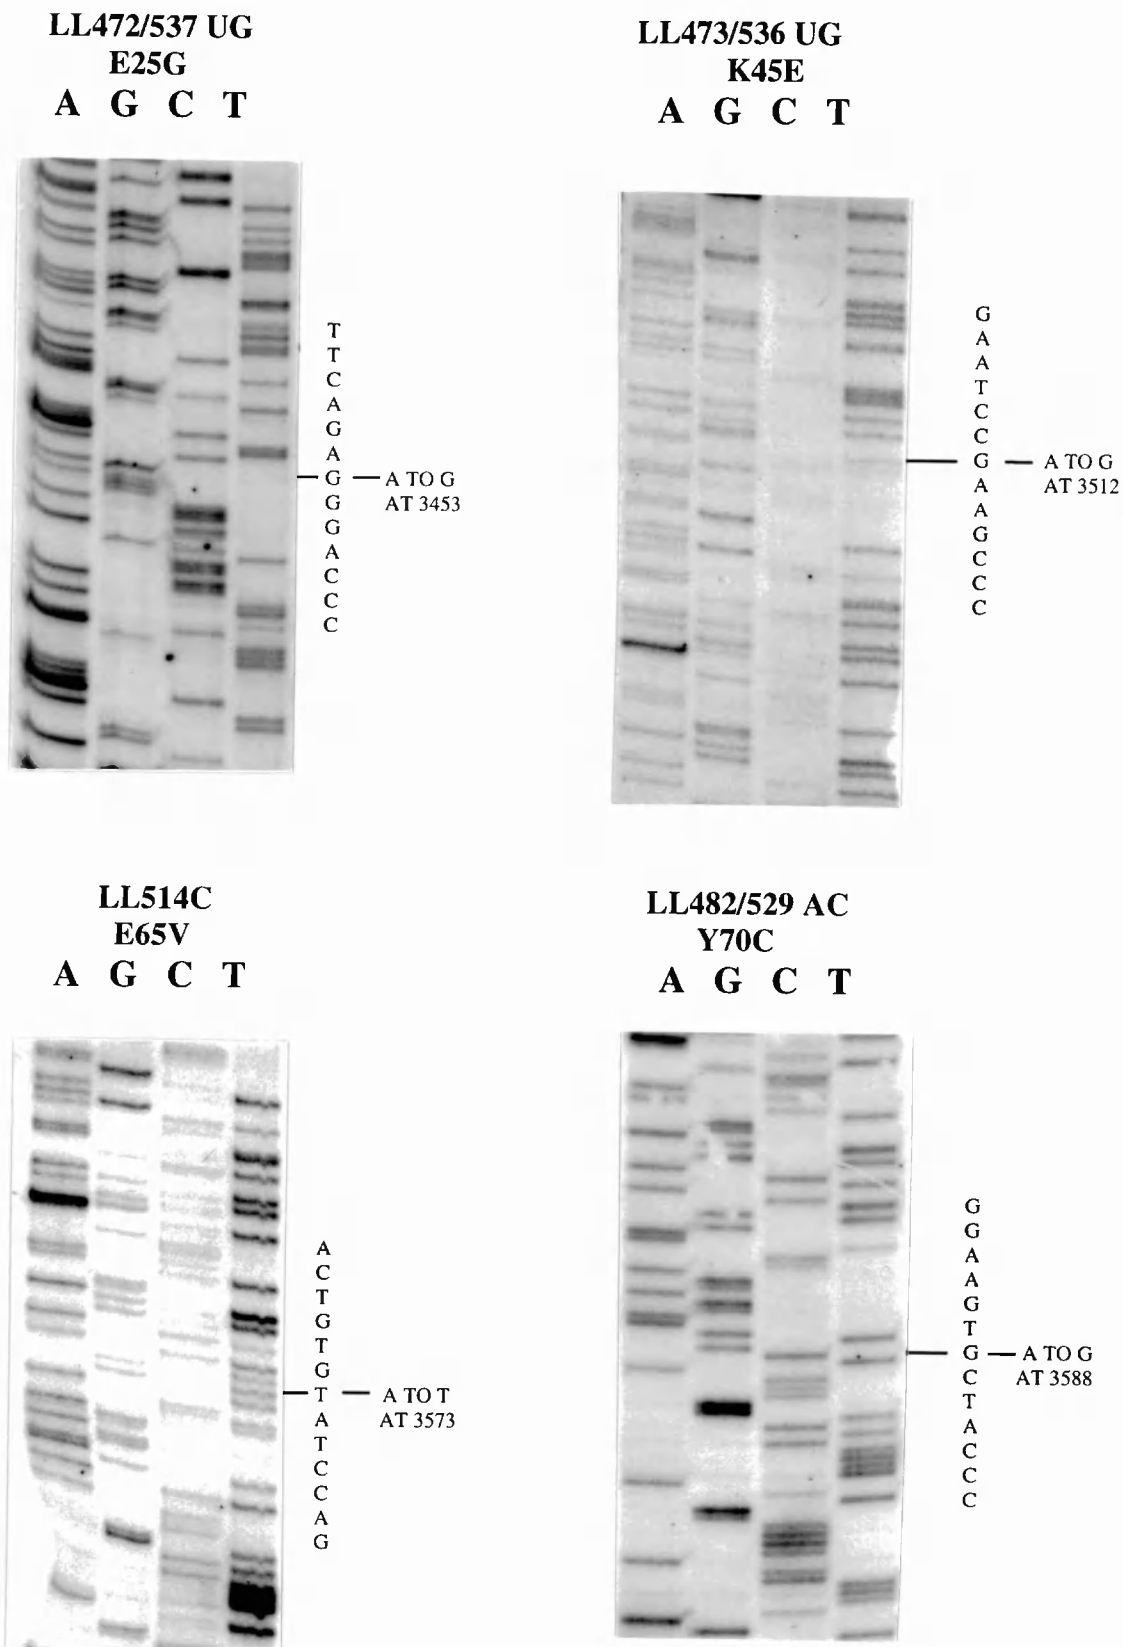 LL472/537 UG
E25G
A G C T
T
T
C
A
G
A
G — A TO G
G AT 3453
G
A
C
C
C
LL473/536 UG
K45E
A G C T
G
A
A
T
C
C
G — A TO G
A AT 3512
A
G
C
C
C
LL514C
E65V
A G C T
A
C
T
G
T
G
T — A TO T
A AT 3573
T
C
C
A
G
LL482/529 AC
Y70C
A G C T
G
G
A
A
G
T
G — A TO G
C AT 3588
T
A
C
C
C